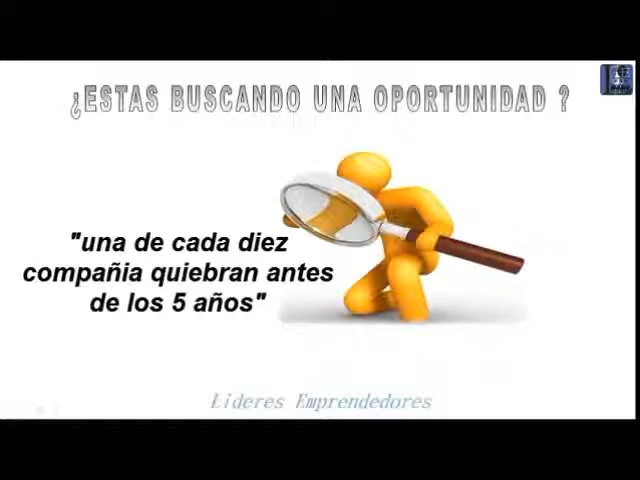 ¿ESTAS BUSCANDO UNA OPORTUNIDAD ?
"una de cada diez
compañia quiebran antes
de los 5 años"
Lideres Emprendedores